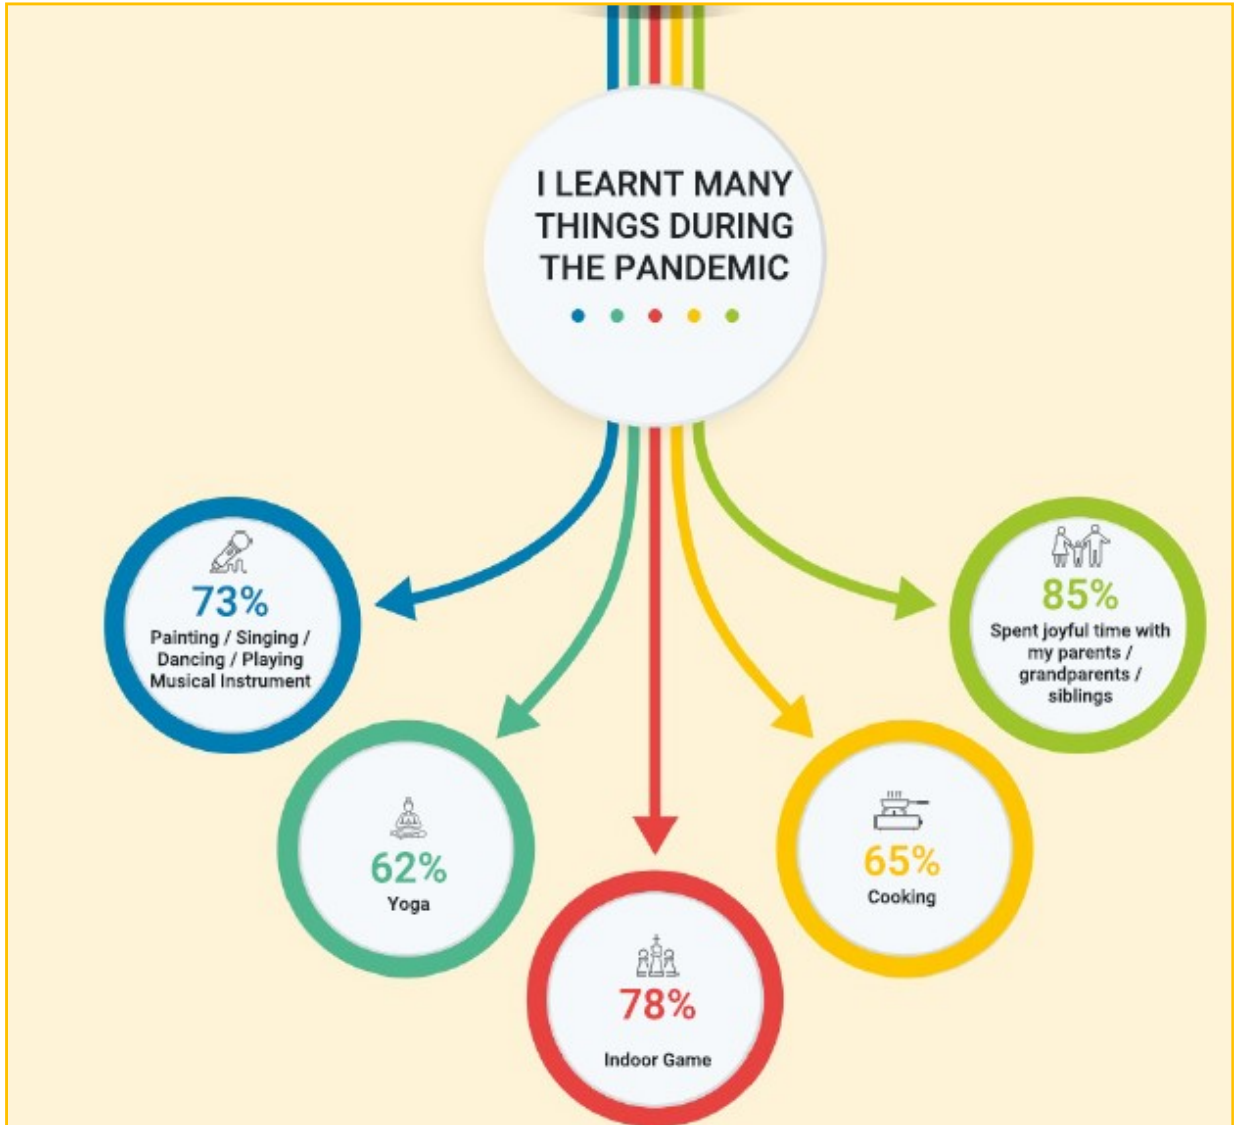 I LEARNT MANY
THINGS DURING
THE PANDEMIC
73%
Painting / Singing /
Dancing / Playing
Musical Instrument
62%
Yoga
78%
Indoor Game
65%
Cooking
85%
Spent joyful time with
my parents /
grandparents /
siblings